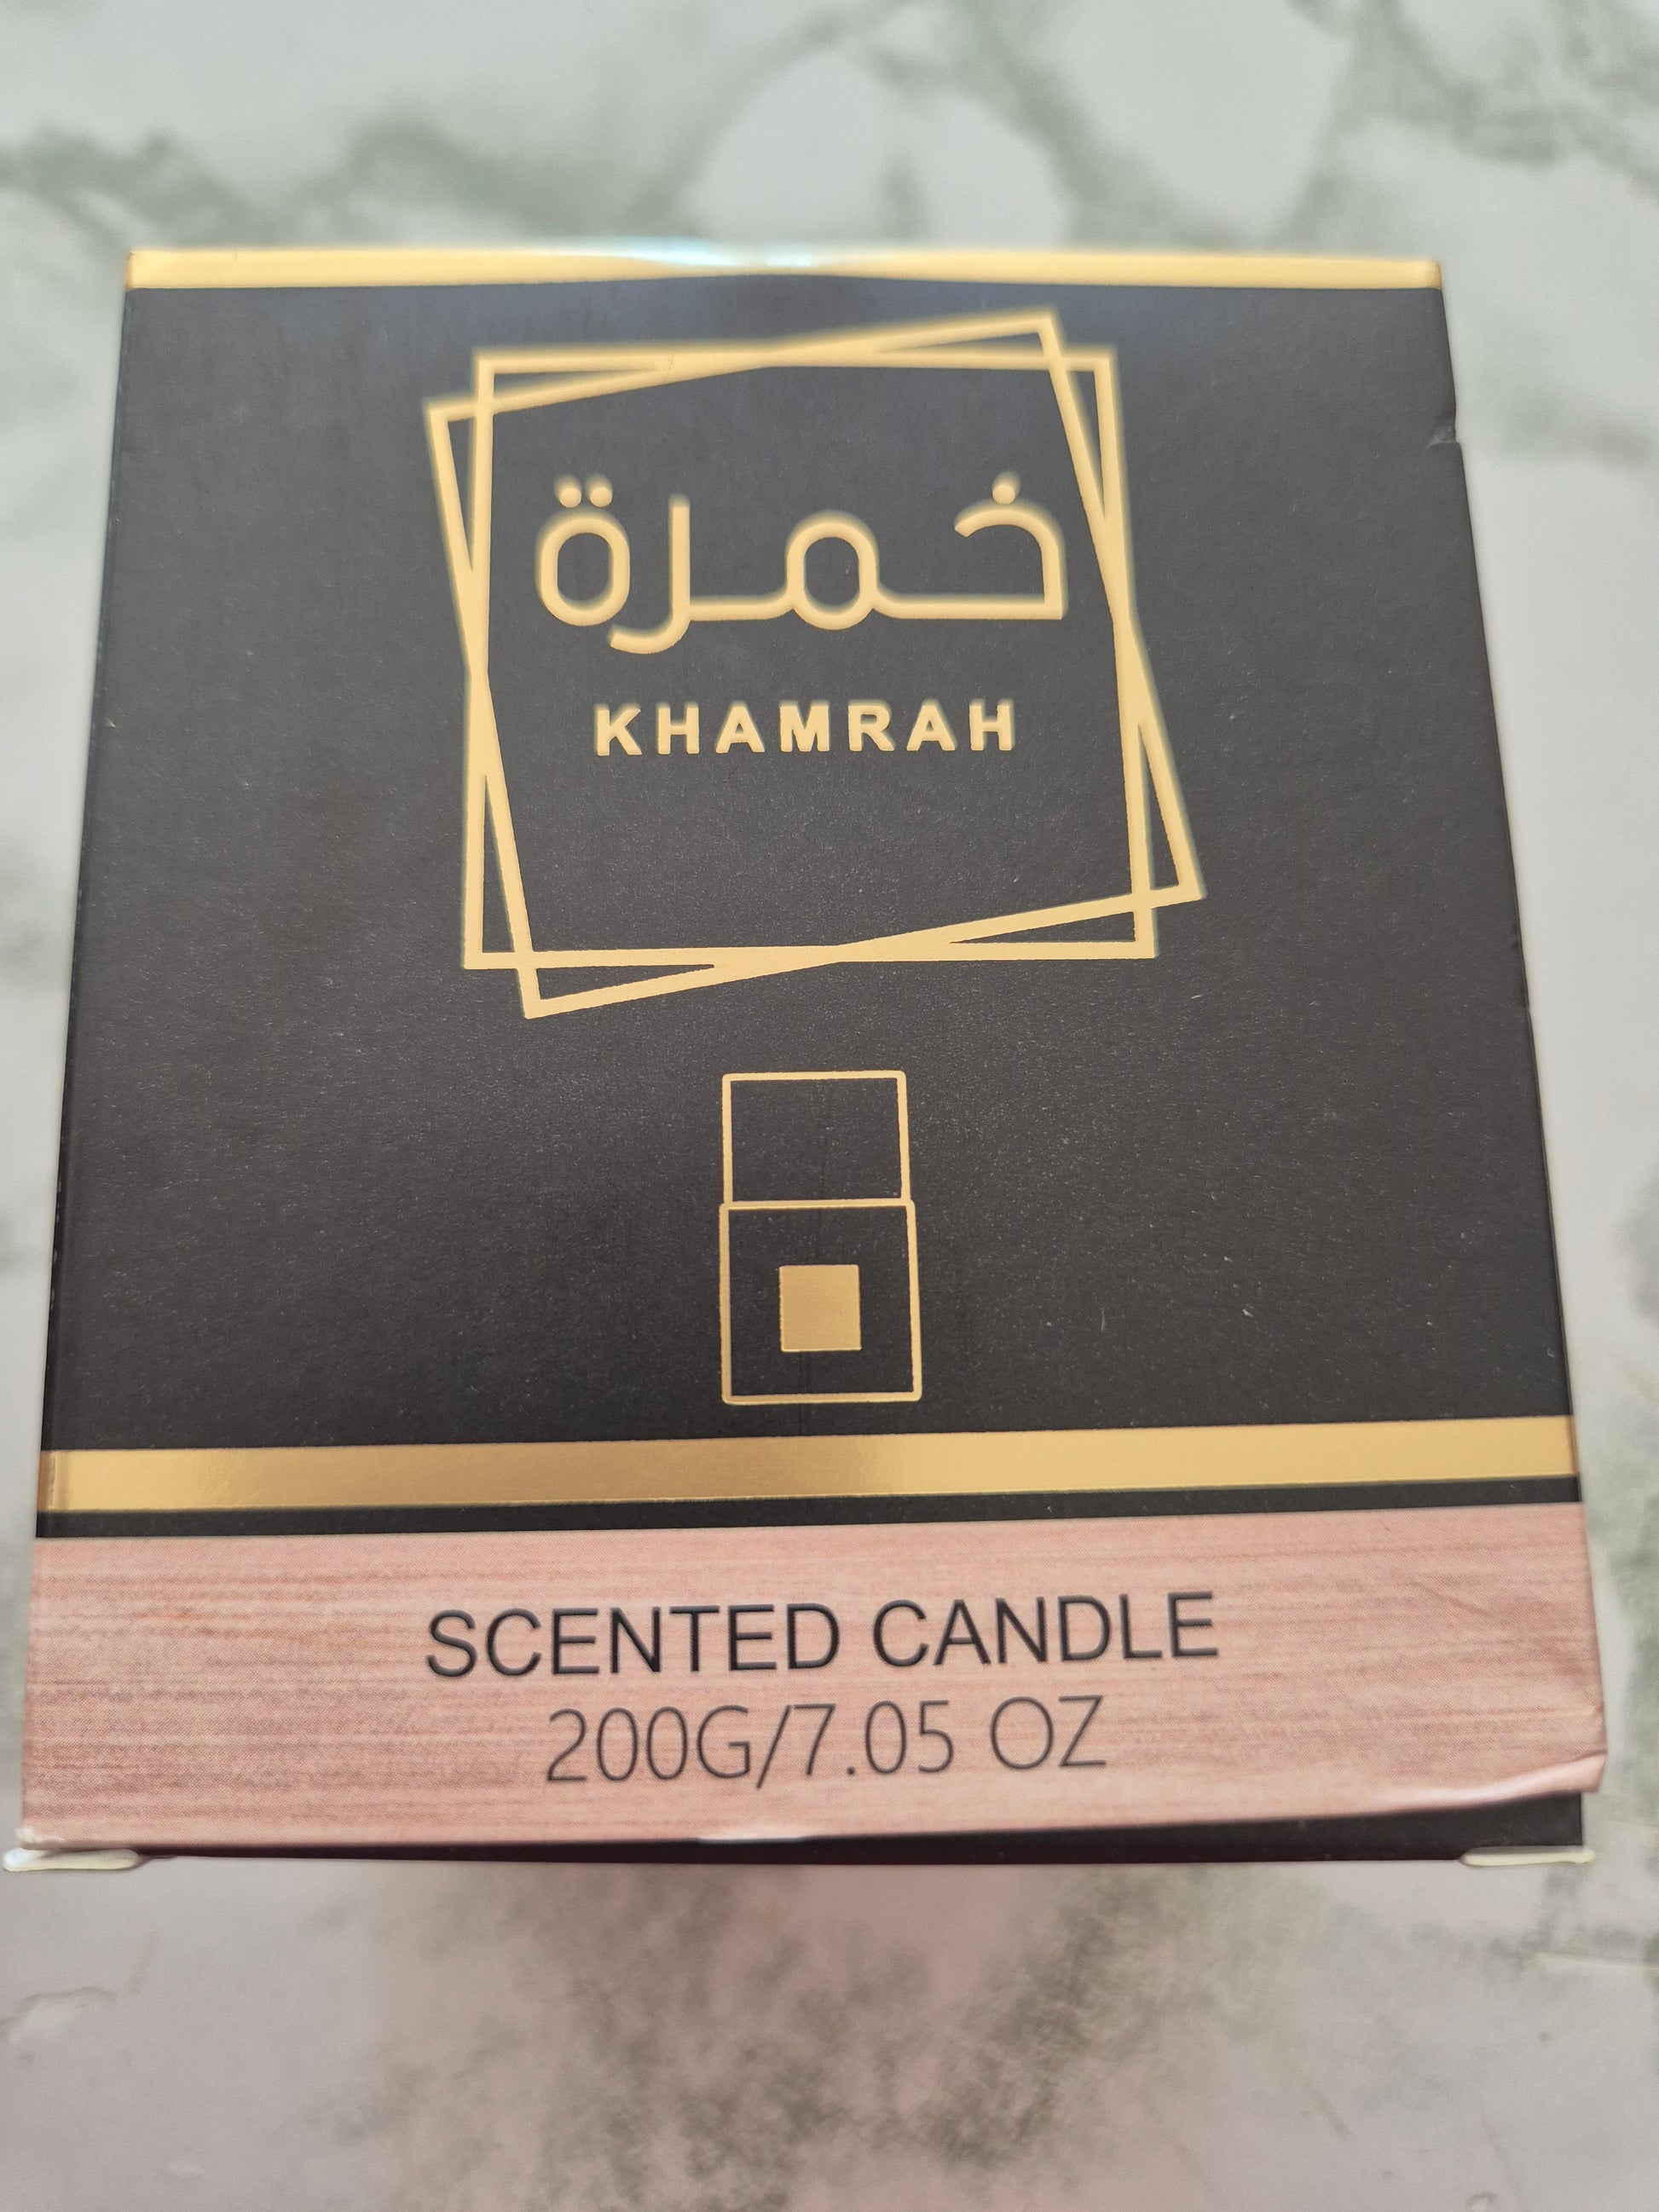 خمرة
KHAMRAH
SCENTED CANDLE
200G/7.05 OZ